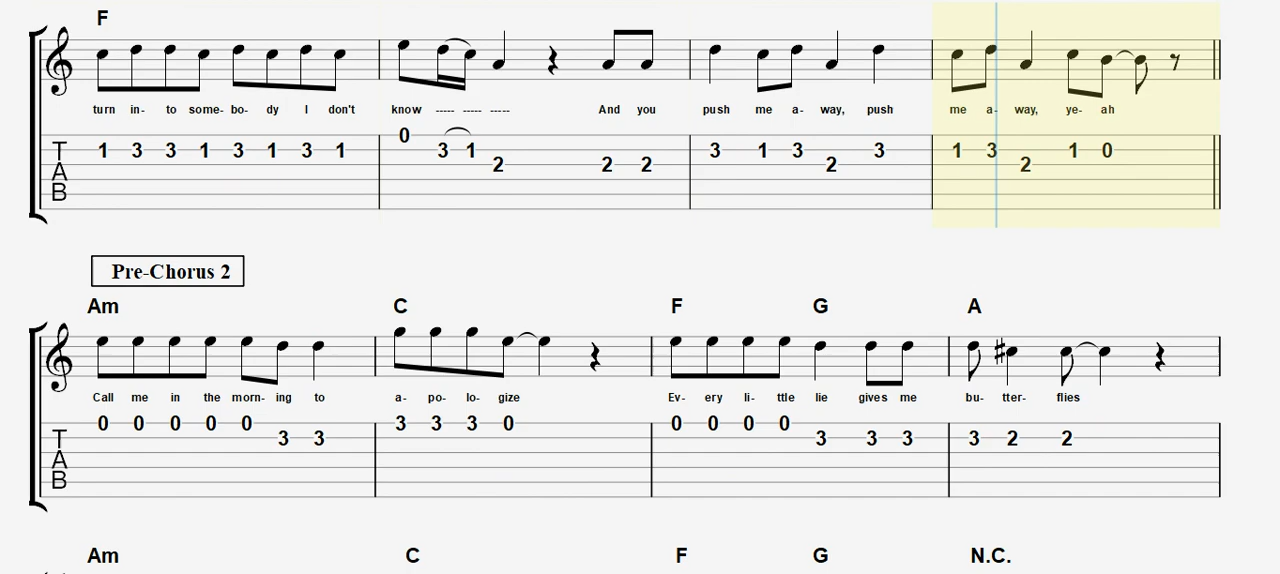 F
turn in- to some- bo- dy I don't know ----- ----- ----- And you push me a- way, push me a- way, ye- ah
0 0
T 1 3 3 1 3 1 3 1 3 1 3 1 3 3 1 3 1 0
A 2 2 2 2 2
B
Pre-Chorus 2
Am C F G A
Call me in the morn- ing to a- po- lo- gize Ev- ery li- ttle lie gives me bu- tter- flies
0 0 0 0 0 3 3 3 0 0 0 0 0
T 3 3 3 3 3 3 2 2
A
B
Am C F G N.C.